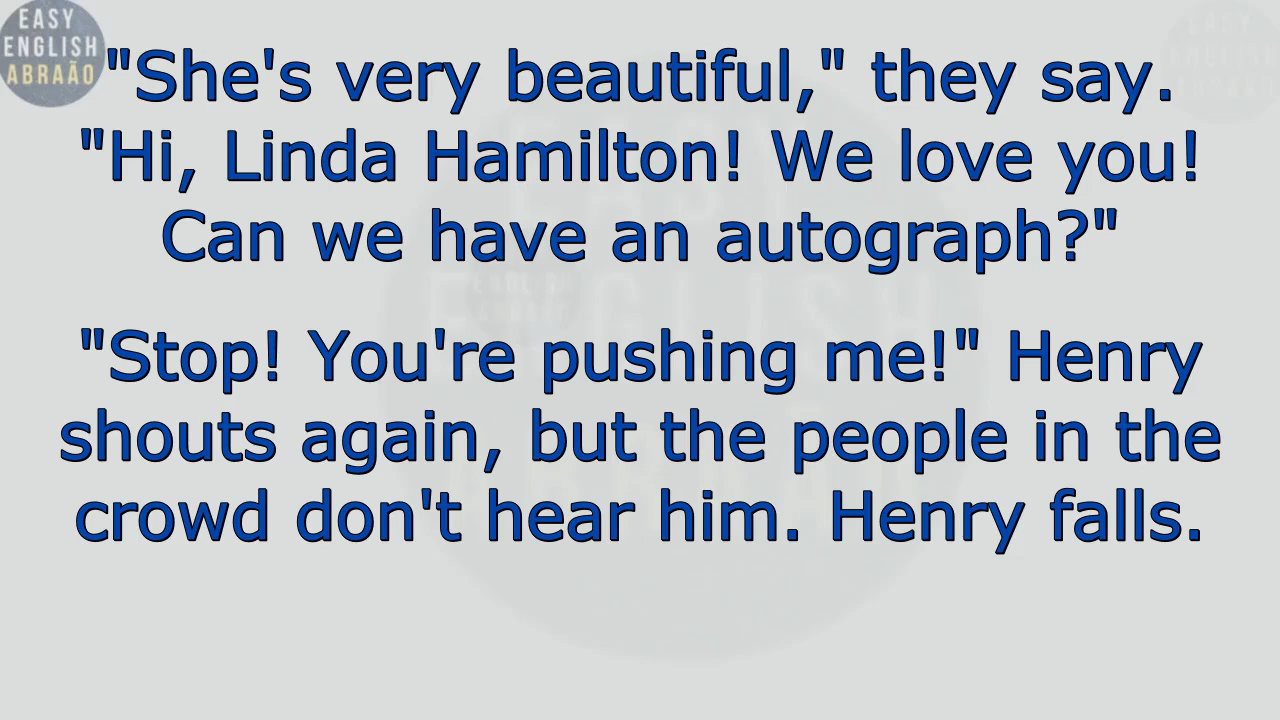 EASY
ENGLISH
ABRAÃO
"She's very beautiful," they say.
"Hi, Linda Hamilton! We love you!
Can we have an autograph?"
"Stop! You're pushing me!" Henry
shouts again, but the people in the
crowd don't hear him. Henry falls.